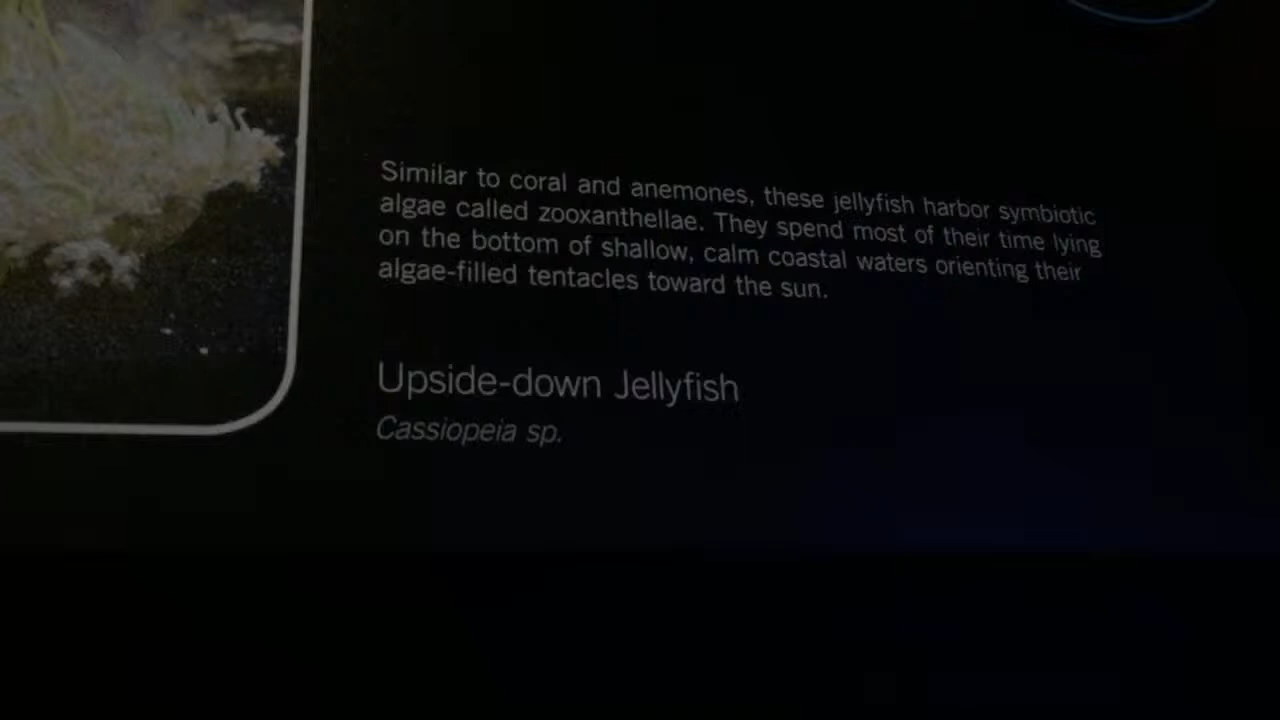 Similar to coral and anemones, these jellyfish harbor symbiotic
algae called zooxanthellae. They spend most of their time lying
on the bottom of shallow, calm coastal waters orienting their
algae-filled tentacles toward the sun.
Upside-down Jellyfish
Cassiopeia sp.